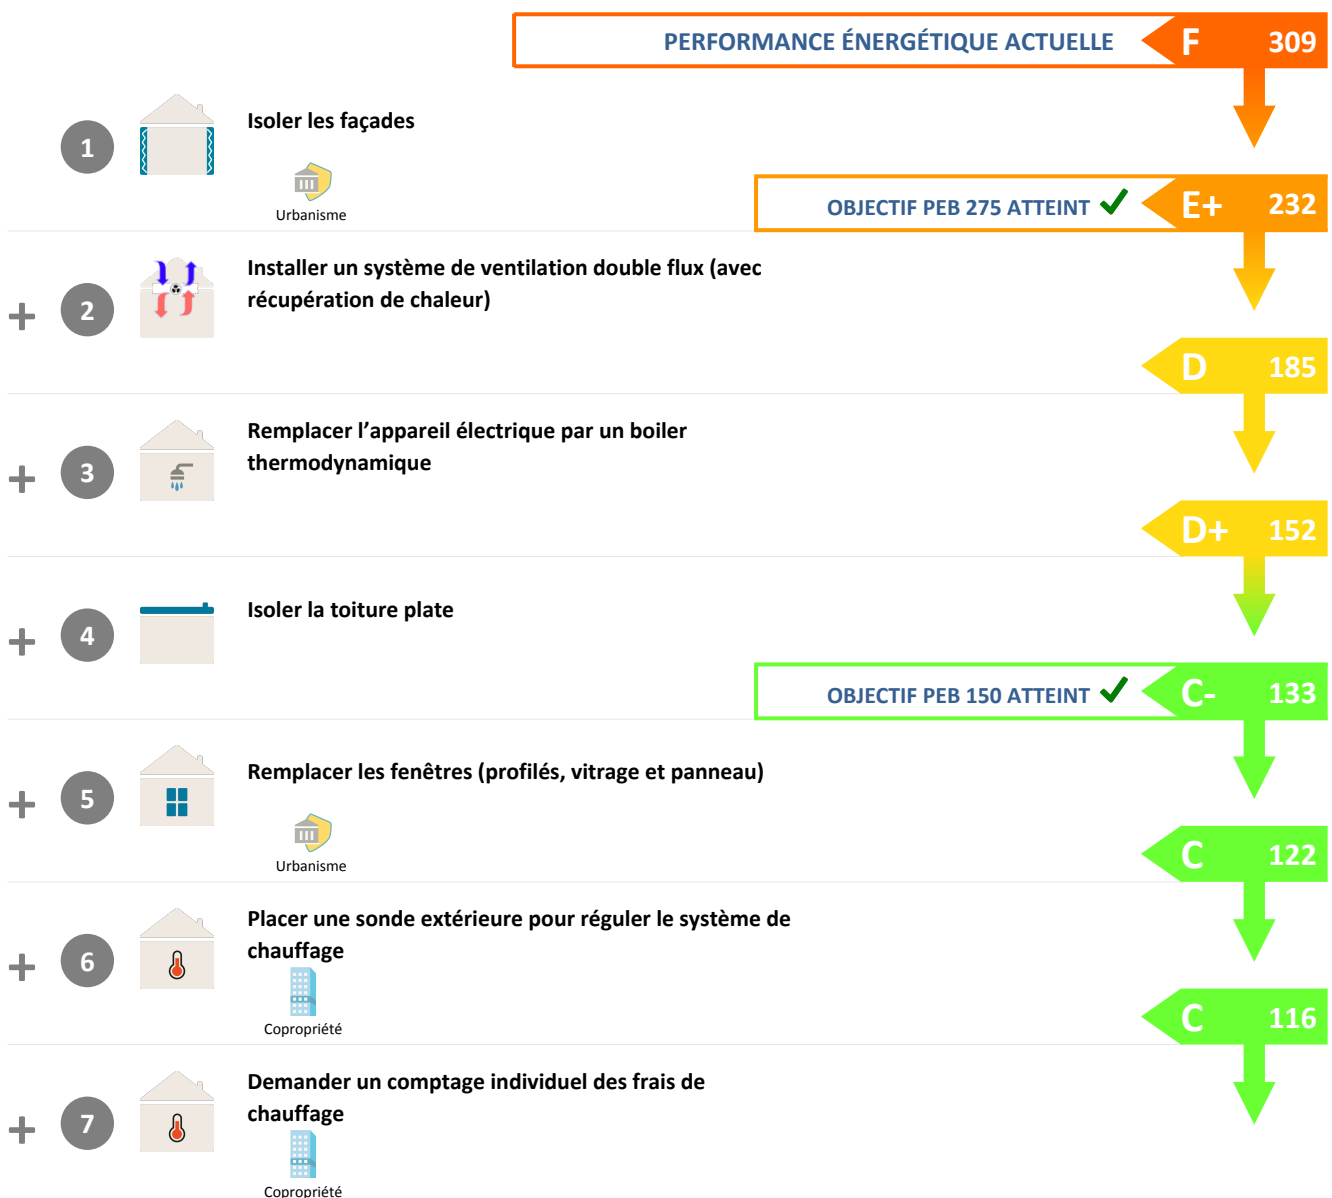 PERFORMANCE ÉNERGÉTIQUE ACTUELLE F 309
1 Isoler les façades
Urbanisme
OBJECTIF PEB 275 ATTEINT E+ 232
+ 2 Installer un système de ventilation double flux (avec
récupération de chaleur)
D 185
+ 3 Remplacer l’appareil électrique par un boiler
thermodynamique
D+ 152
+ 4 Isoler la toiture plate
OBJECTIF PEB 150 ATTEINT C- 133
+ 5 Remplacer les fenêtres (profilés, vitrage et panneau)
Urbanisme
C 122
+ 6 Placer une sonde extérieure pour réguler le système de
chauffage
Copropriété
C 116
+ 7 Demander un comptage individuel des frais de
chauffage
Copropriété